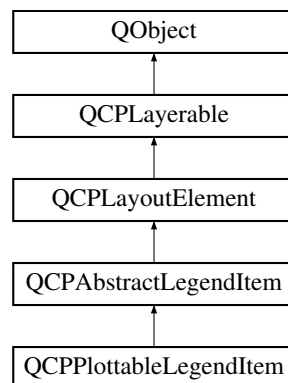 QObject
QCPLayerable
QCPLayoutElement
QCPAbstractLegendItem
QCPPlottableLegendItem